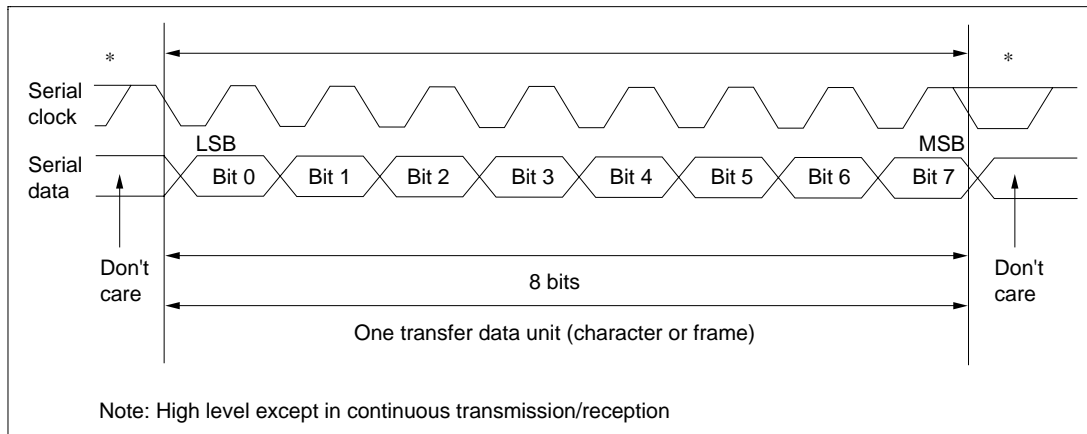 * *
Serial
clock
LSB MSB
Serial
data
Bit 0 Bit 1 Bit 2 Bit 3 Bit 4 Bit 5 Bit 6 Bit 7
Don't
care
8 bits
Don't
care
One transfer data unit (character or frame)
Note: High level except in continuous transmission/reception